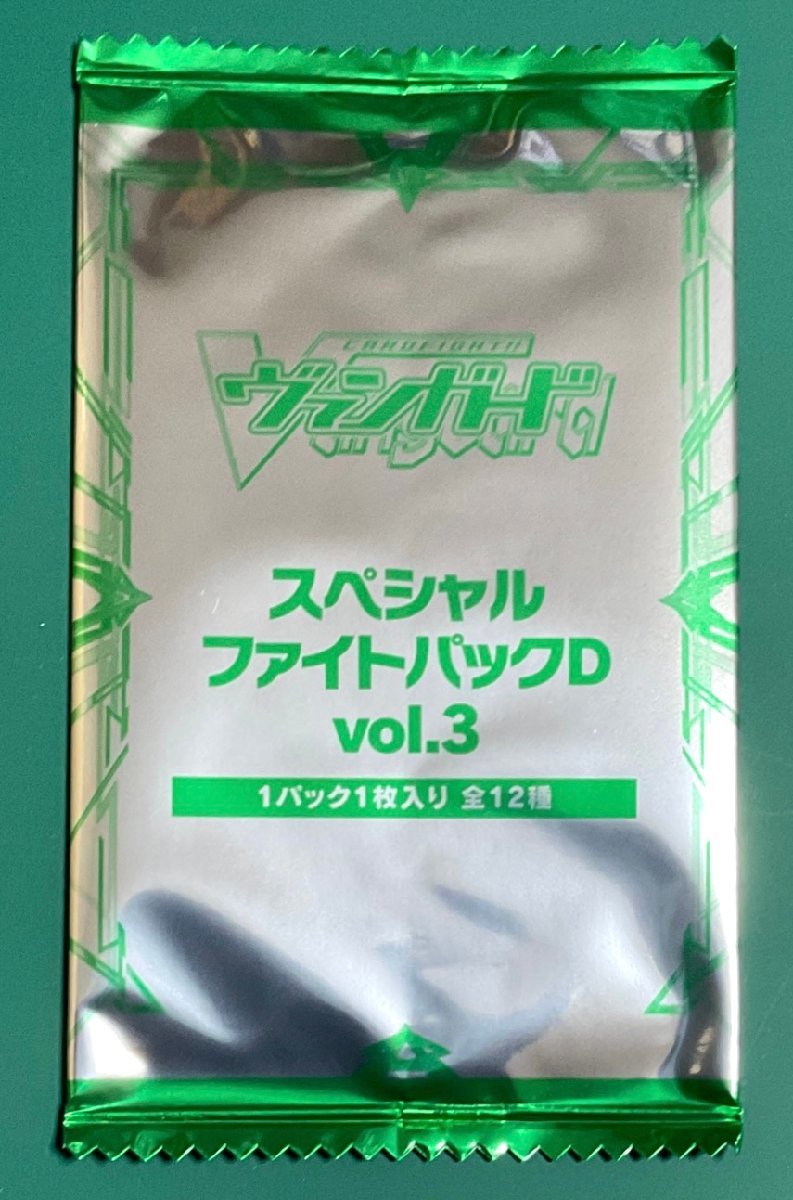 CARDFIGHT!!
ヴァンガード
Vanguard
スペシャル
ファイトパックD
vol.3
1パック1枚入り 全12種